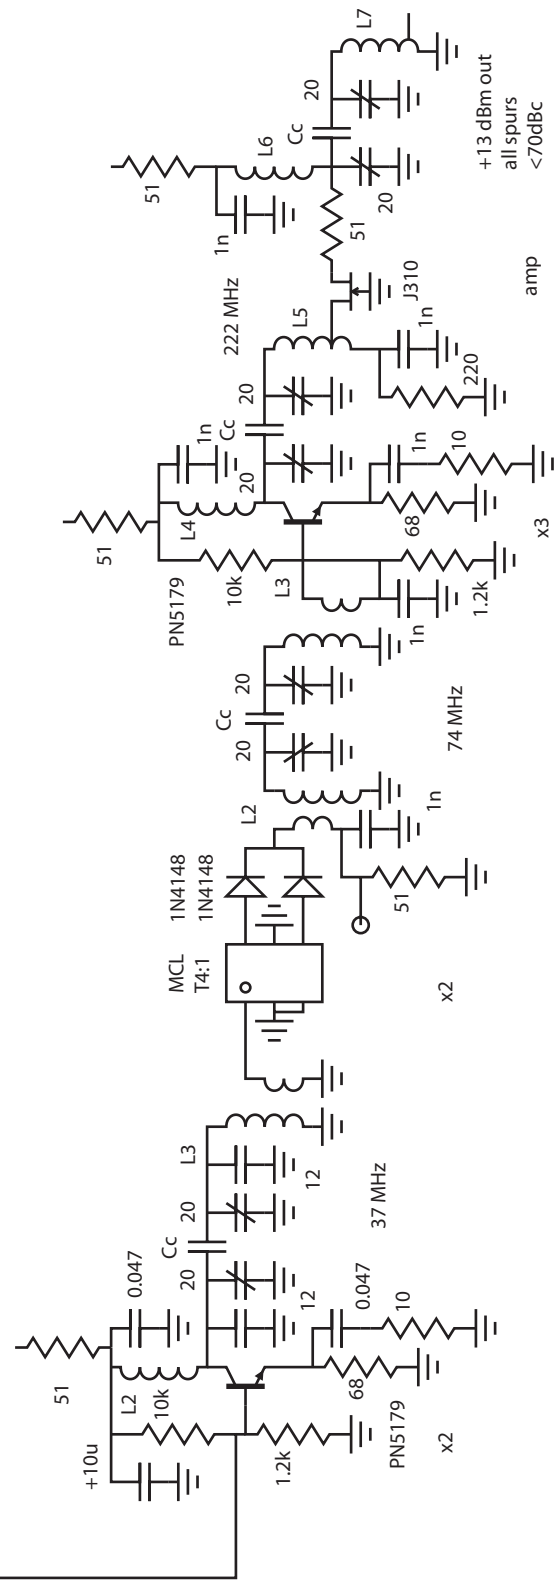 +10u
51
L2
10k
0.047
1.2k
68
PN5179
x2
20
12
0.047
10
Cc
20
L3
12
37 MHz
MCL
T4:1
x2
1N4148
1N4148
51
L2
1n
20
Cc
20
74 MHz
PN5179
51
10k
L3
1n
1.2k
L4
1n
68
1n
10
x3
20
Cc
20
222 MHz
L5
1n
220
J310
amp
51
1n
L6
51
20
Cc
20
L7
+13 dBm out
all spurs
<70dBc